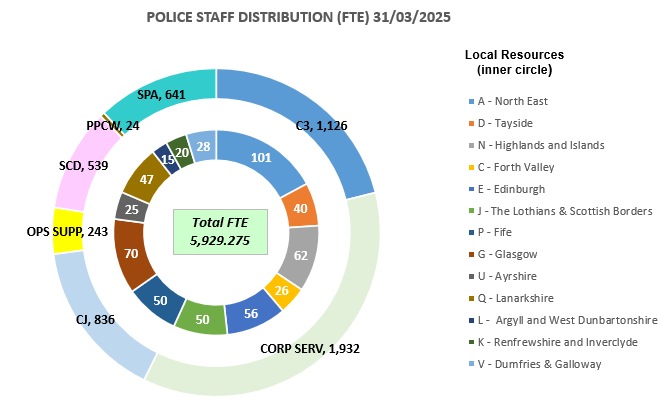 POLICE STAFF DISTRIBUTION (FTE) 31/03/2025
Local Resources
(inner circle)
A - North East
D - Tayside
N - Highlands and Islands
C - Forth Valley
E - Edinburgh
J - The Lothians & Scottish Borders
P - Fife
G - Glasgow
U - Ayrshire
Q - Lanarkshire
L - Argyll and West Dunbartonshire
K - Renfrewshire and Inverclyde
V - Dumfries & Galloway
SPA, 641
C3, 1,126
PPCW, 24
SCD, 539
OPS SUPP, 243
CJ, 836
CORP SERV, 1,932
101
40
62
26
56
50
50
70
25
47
15
20
28
Total FTE
5,929.275